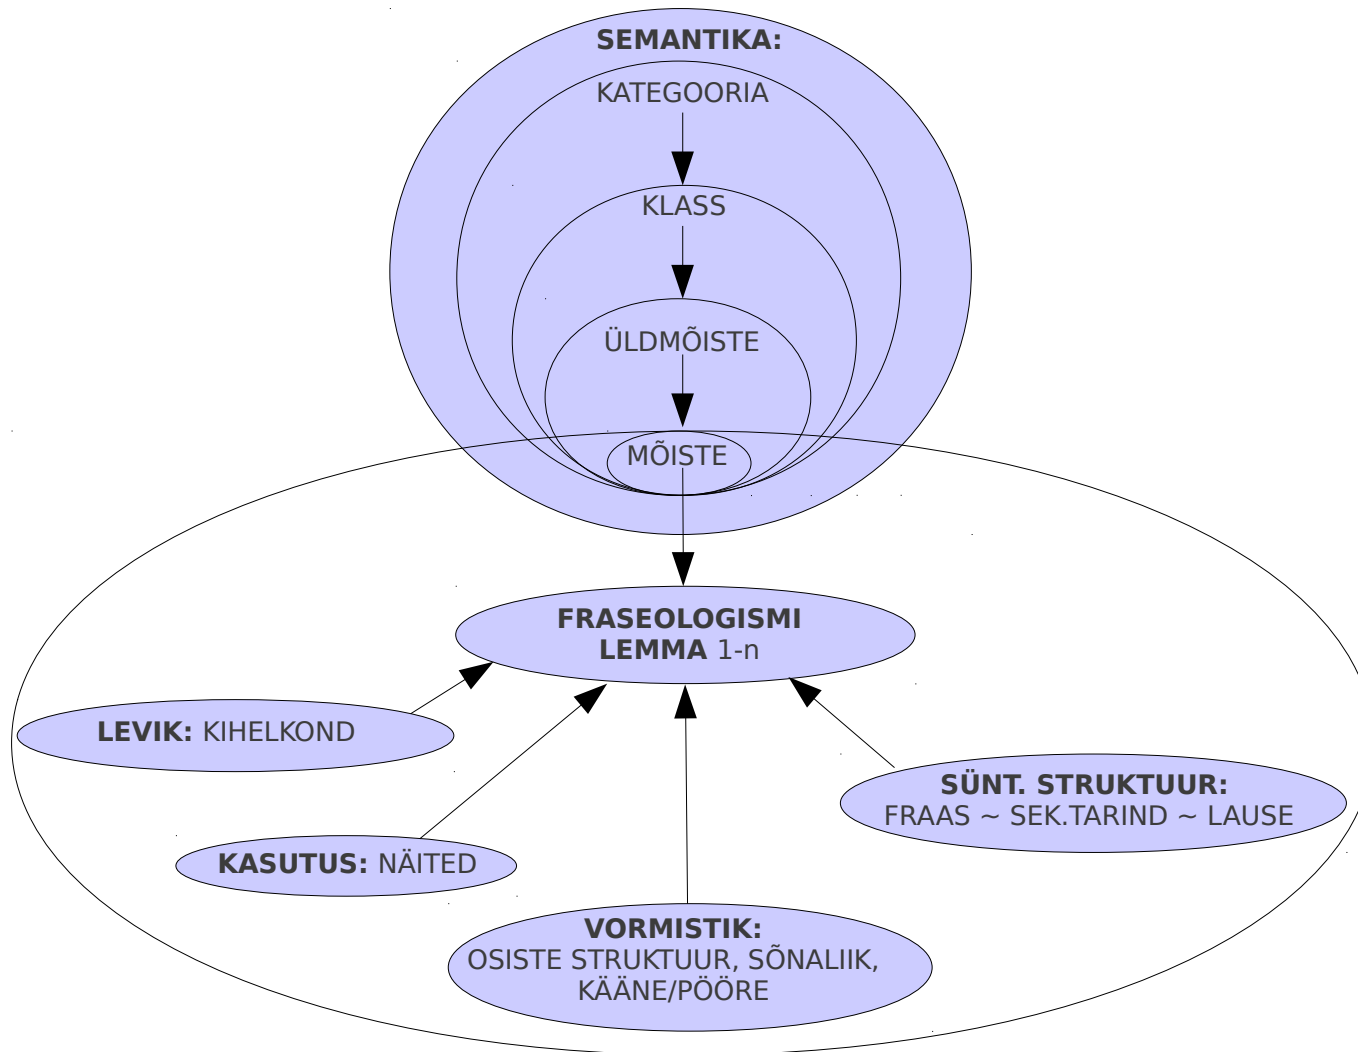 SEMANTIKA:
KATEGOORIA
KLASS
ÜLDMÕISTE
MÕISTE
FRASEOLOGISMI
LEMMA 1-n
LEVIK: KIHELKOND
SÜNT. STRUKTUUR:
FRAAS ~ SEK.TARIND ~ LAUSE
KASUTUS: NÄITED
VORMISTIK:
OSISTE STRUKTUUR, SÕNALIIK,
KÄÄNE/PÖÖRE